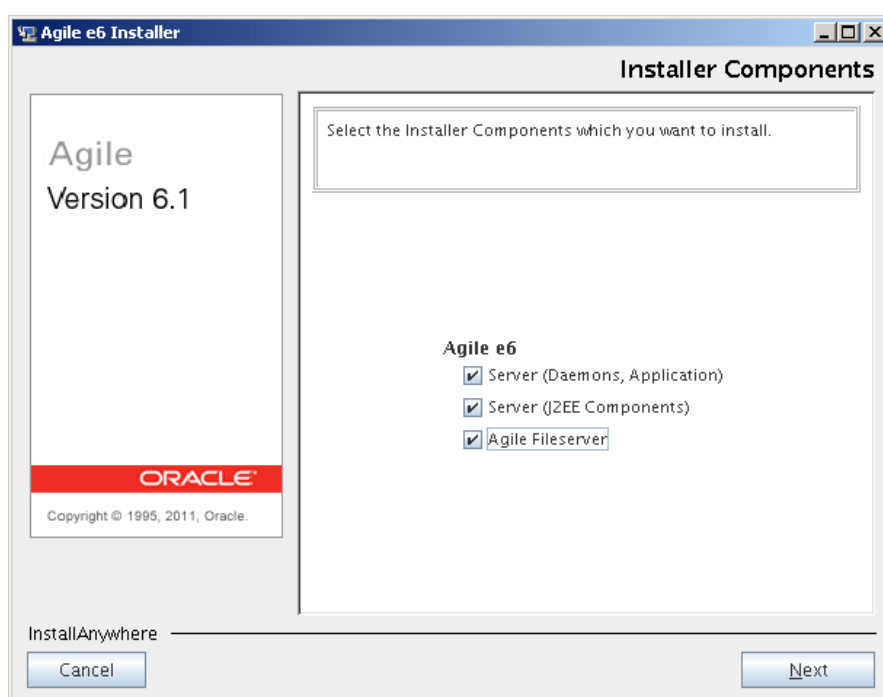 Agile e6 Installer
Installer Components
Agile
Version 6.1
ORACLE
Copyright © 1995, 2011, Oracle.
Select the Installer Components which you want to install.
Agile e6
Server (Daemons, Application)
Server (J2EE Components)
Agile Fileserver
InstallAnywhere
Cancel
Next